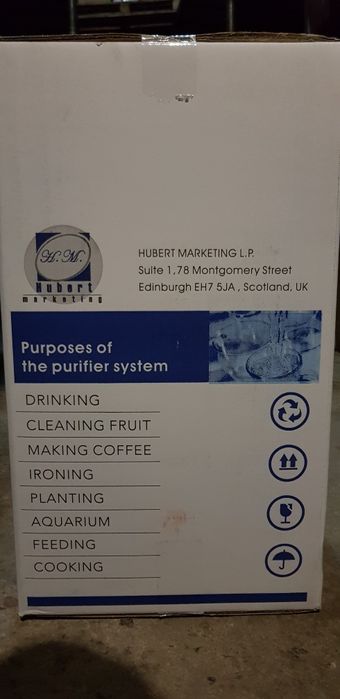 H.M.
Hubert
marketing
HUBERT MARKETING L.P.
Suite 1,78 Montgomery Street
Edinburgh EH7 5JA , Scotland, UK
Purposes of
the purifier system
DRINKING
CLEANING FRUIT
MAKING COFFEE
IRONING
PLANTING
AQUARIUM
FEEDING
COOKING